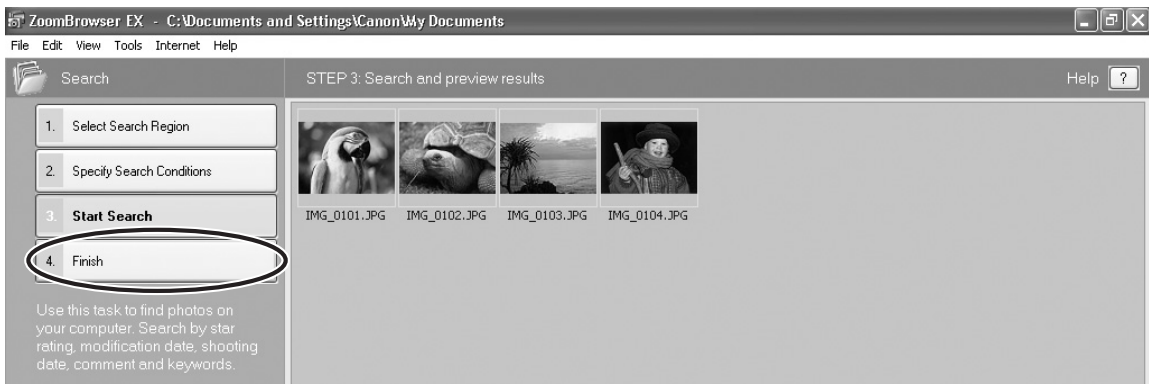 ZoomBrowser EX - C:\Documents and Settings\Canon\My Documents
File Edit View Tools Internet Help
Search
STEP 3: Search and preview results
Help ?
1. Select Search Region
2. Specify Search Conditions
3. Start Search
4. Finish
Use this task to find photos on
your computer. Search by star
rating, modification date, shooting
date, comment and keywords.
IMG_0101.JPG IMG_0102.JPG IMG_0103.JPG IMG_0104.JPG